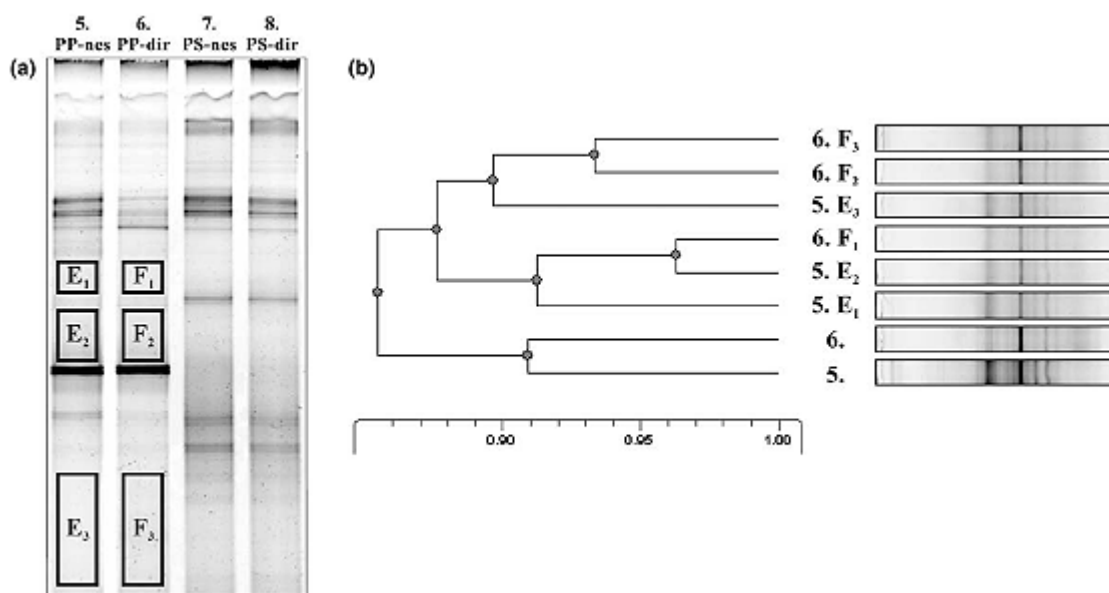 5. 6. 7. 8.
PP-nes PP-dir PS-nes PS-dir
(a)
E₁ F₁
E₂ F₂
E₃ F₃
(b)
6. F₃
6. F₂
5. E₃
6. F₁
5. E₂
5. E₁
6.
5.
0.90 0.95 1.00